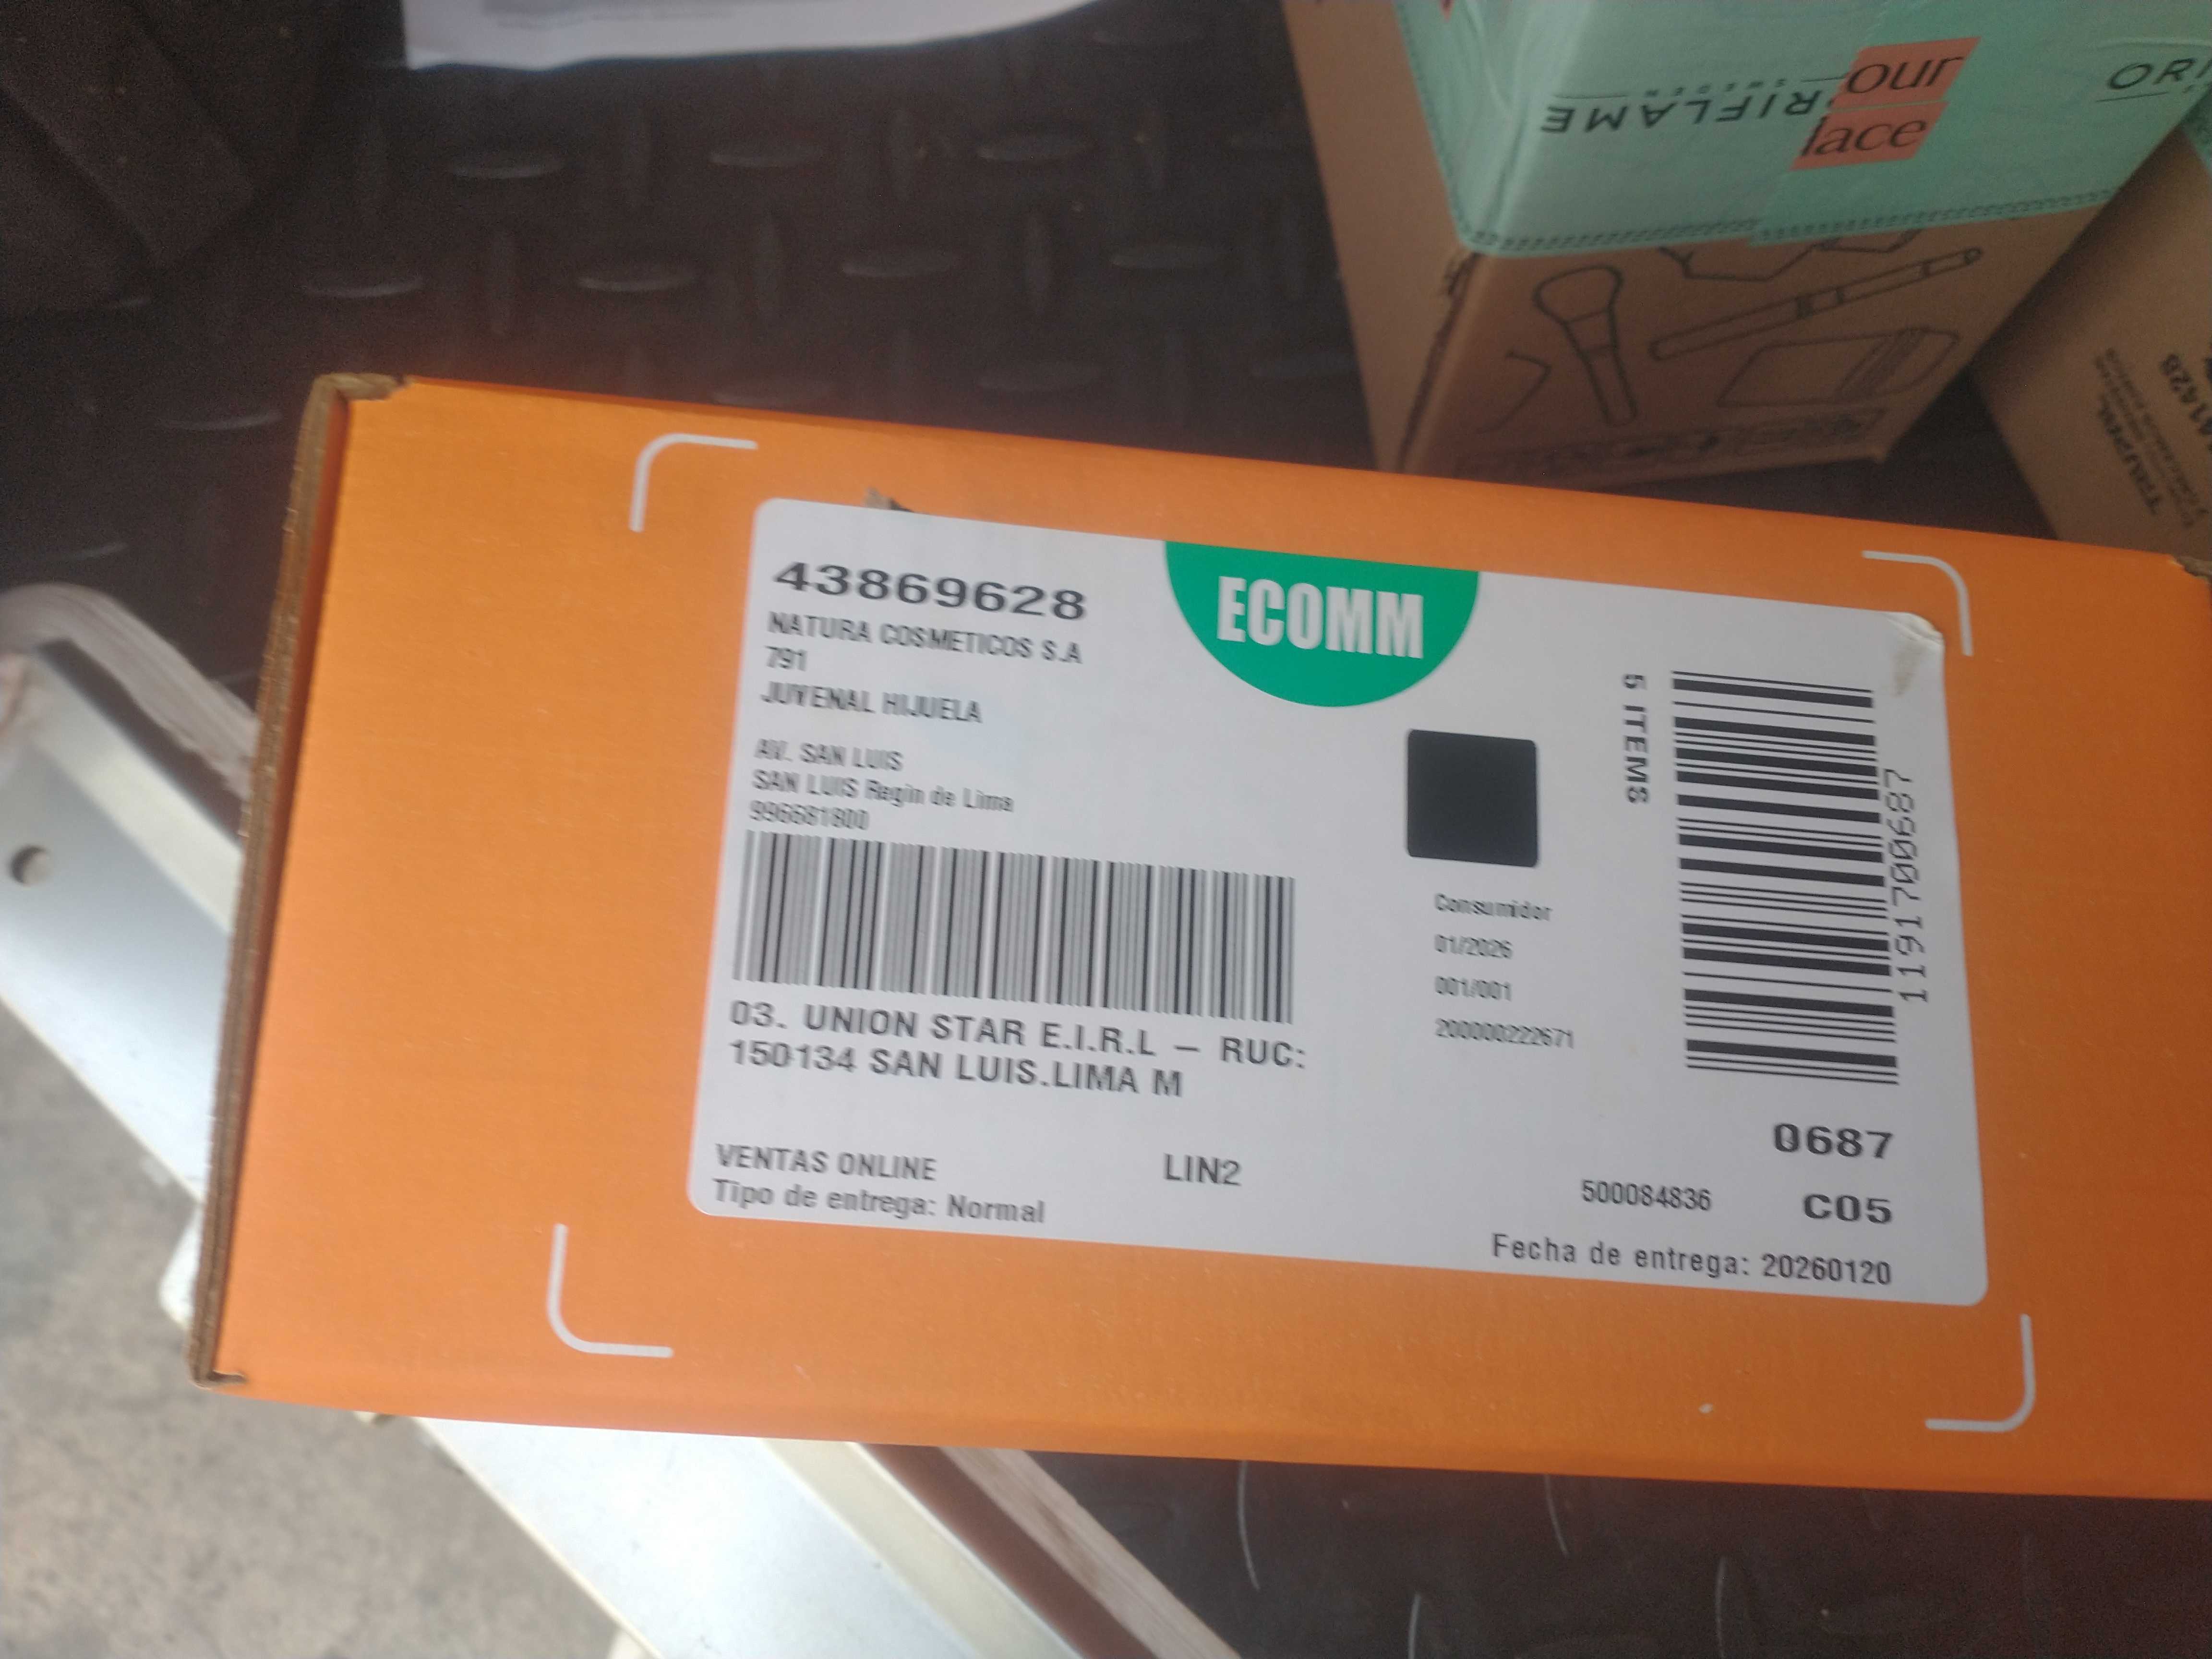 our
lace
ORIFLAME
SWEDEN
43869628
NATURA COSMETICOS S.A
791
JUVENAL HIJUELA
AV. SAN LUIS
SAN LUIS Regin de Lima
996681800
03. UNION STAR E.I.R.L – RUC:
150134 SAN LUIS.LIMA M
VENTAS ONLINE
LIN2
Tipo de entrega: Normal
ECOMM
5 ITEMS
1191700687
Consumidor
01/2026
001/001
200000222671
0687
500084836
C05
Fecha de entrega: 20260120